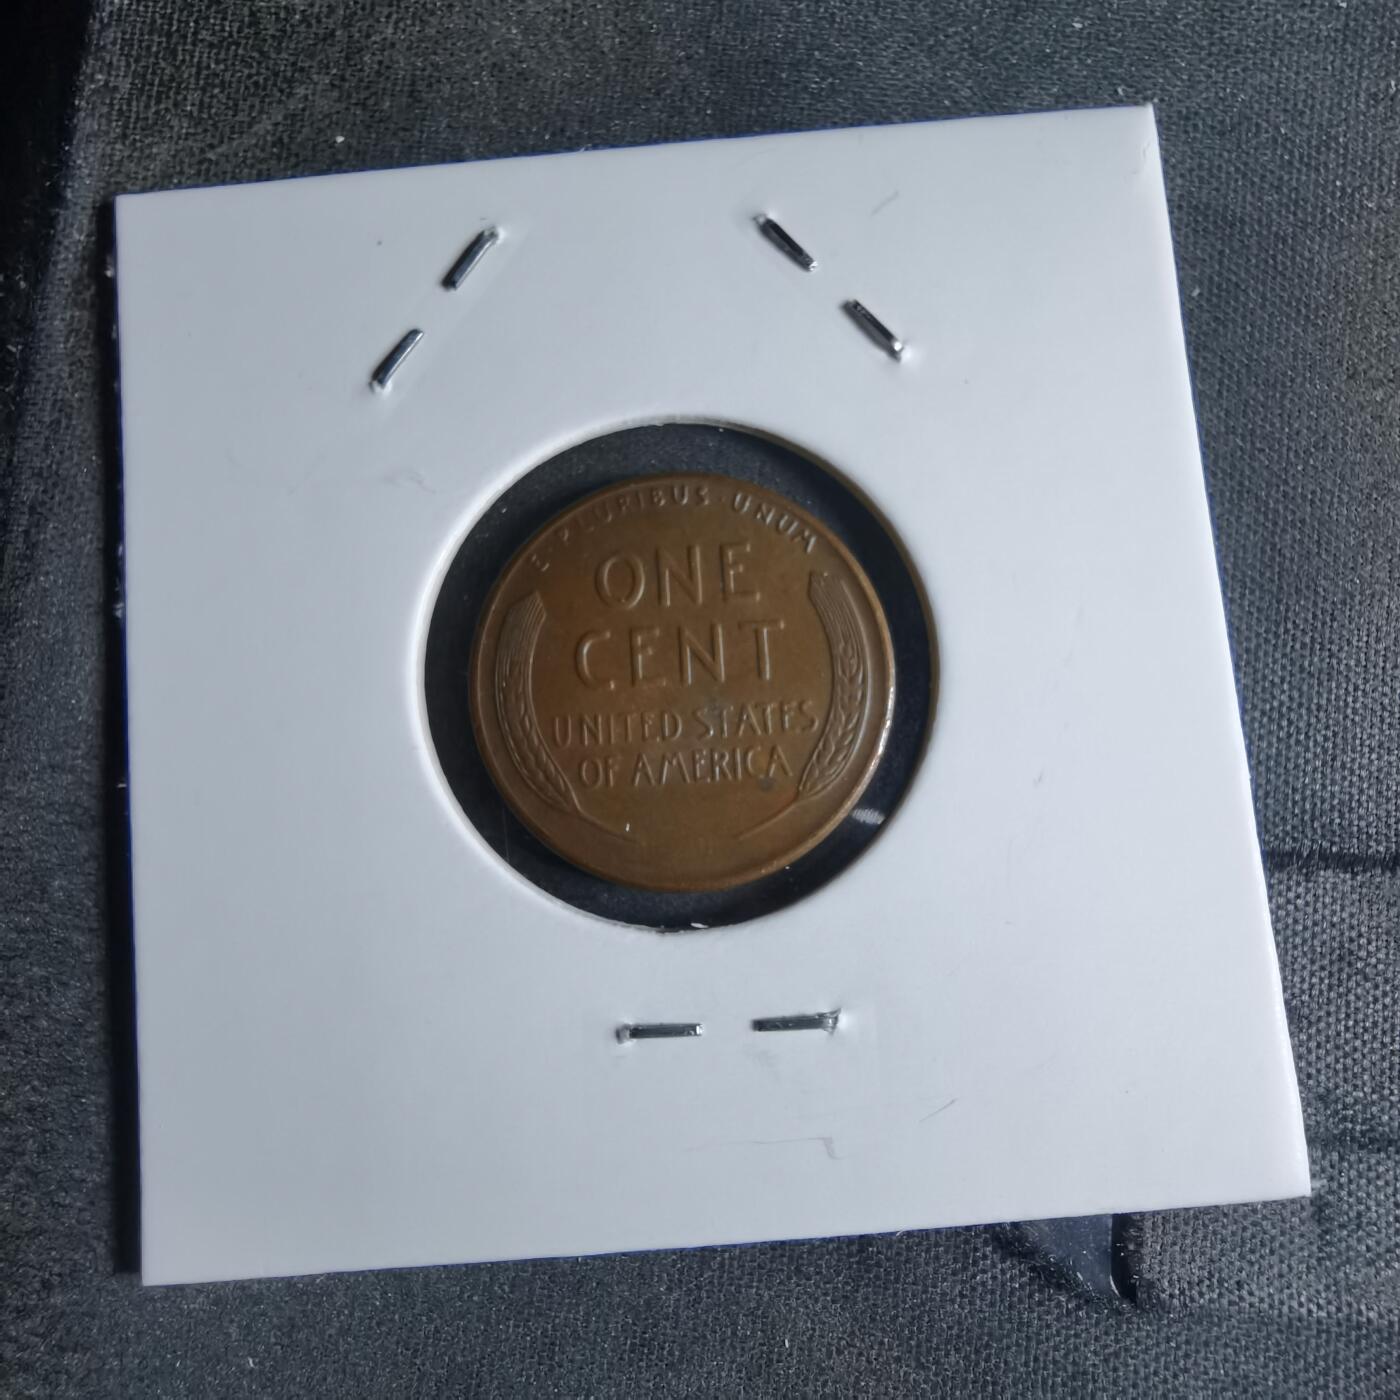 E · PLURIBUS · UNUM
ONE
CENT
UNITED STATES
OF AMERICA